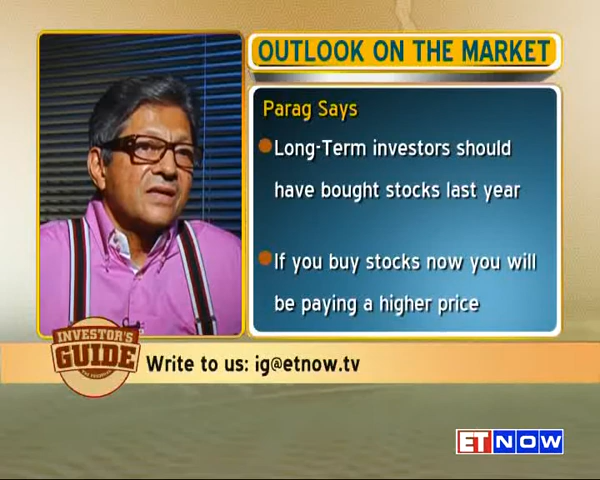 OUTLOOK ON THE MARKET
Parag Says
Long-Term investors should
have bought stocks last year
If you buy stocks now you will
be paying a higher price
INVESTOR'S
GUIDE
Write to us: ig@etnow.tv
ET NOW